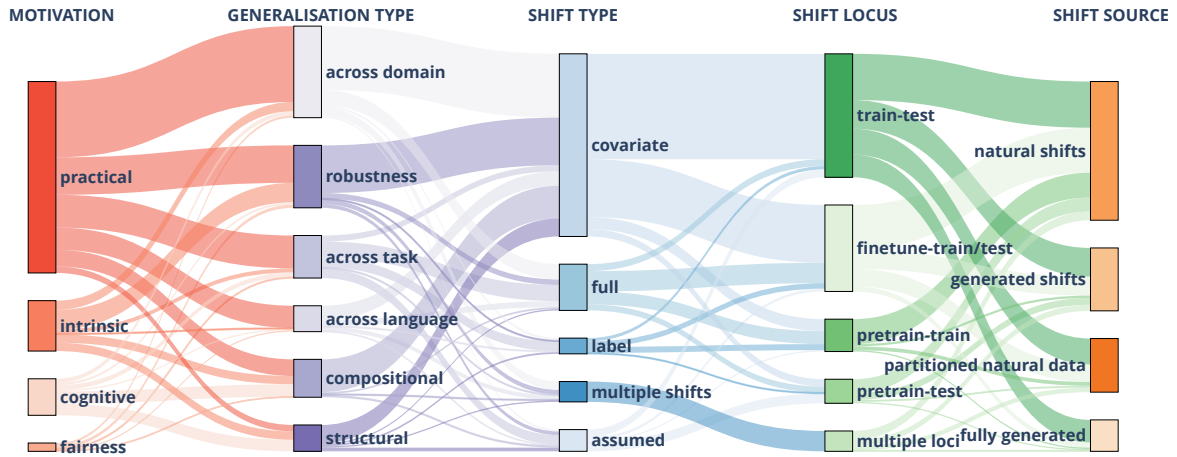 MOTIVATION
GENERALISATION TYPE
SHIFT TYPE
SHIFT LOCUS
SHIFT SOURCE
practical
intrinsic
cognitive
fairness
across domain
robustness
across task
across language
compositional
structural
covariate
full
label
multiple shifts
assumed
train-test
finetune-train/test
pretrain-train
pretrain-test
multiple loci
natural shifts
generated shifts
partitioned natural data
fully generated